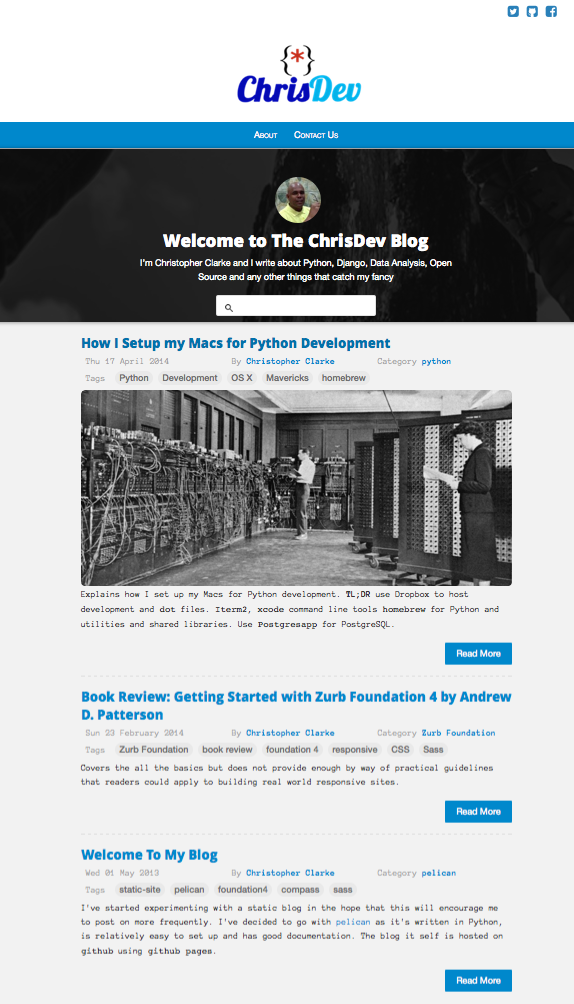 {*}
ChrisDev
About Contact Us
Welcome to The ChrisDev Blog
I'm Christopher Clarke and I write about Python, Django, Data Analysis, Open
Source and any other things that catch my fancy
How I Setup my Macs for Python Development
Thu 17 April 2014 By Christopher Clarke Category python
Tags Python Development OS X Mavericks homebrew
Explains how I set up my Macs for Python development. TL;DR use Dropbox to host
development and dot files. Iterm2, xcode command line tools homebrew for Python and
utilities and shared libraries. Use Postgresapp for PostgreSQL.
Read More
Book Review: Getting Started with Zurb Foundation 4 by Andrew
D. Patterson
Sun 23 February 2014 By Christopher Clarke Category Zurb Foundation
Tags Zurb Foundation book review foundation 4 responsive CSS Sass
Covers the all the basics but does not provide enough by way of practical guidelines
that readers could apply to building real world responsive sites.
Read More
Welcome To My Blog
Wed 01 May 2013 By Christopher Clarke Category pelican
Tags static-site pelican foundation4 compass sass
I've started experimenting with a static blog in the hope that this will encourage me
to post on more frequently. I've decided to go with pelican as it's written in Python,
is relatively easy to set up and has good documentation. The blog it self is hosted on
github using github pages.
Read More